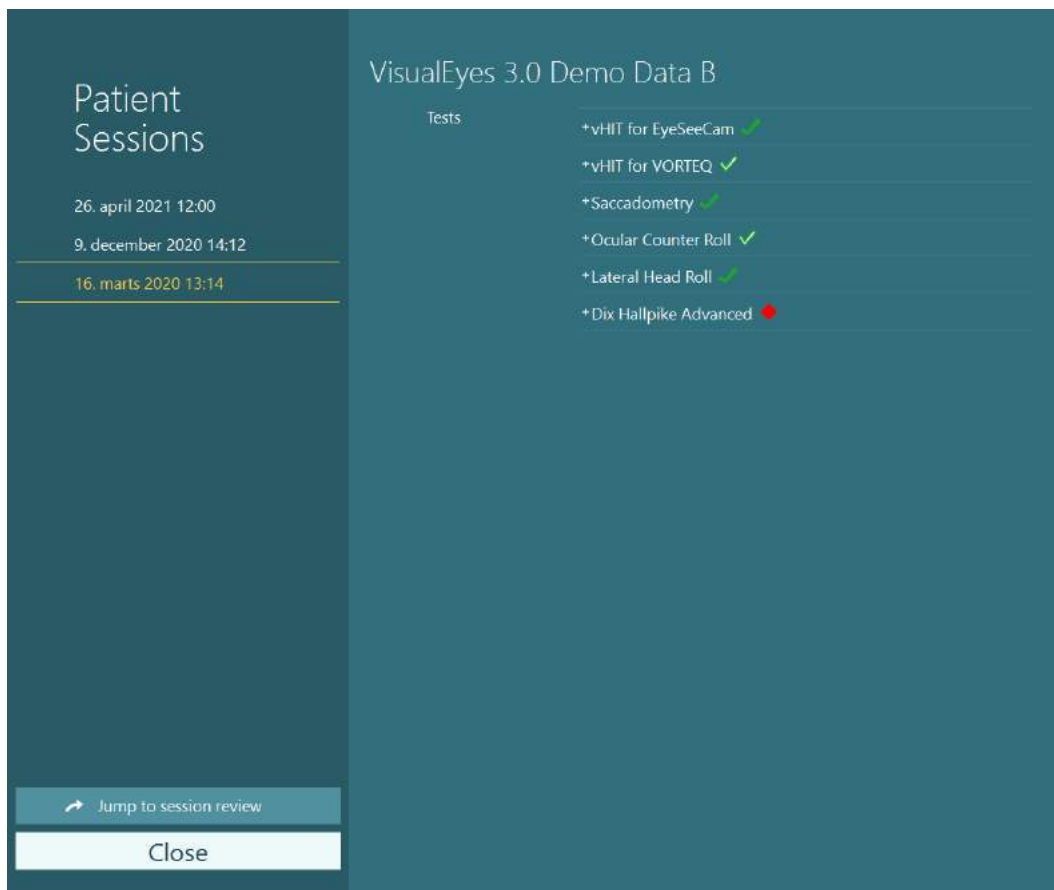 Patient
Sessions
26. april 2021 12:00
9. december 2020 14:12
16. marts 2020 13:14
Jump to session review
Close
VisualEyes 3.0 Demo Data B
Tests
+vHIT for EyeSeeCam
+vHIT for VORTEQ
+Saccadometry
+Ocular Counter Roll
+Lateral Head Roll
+Dix Hallpike Advanced